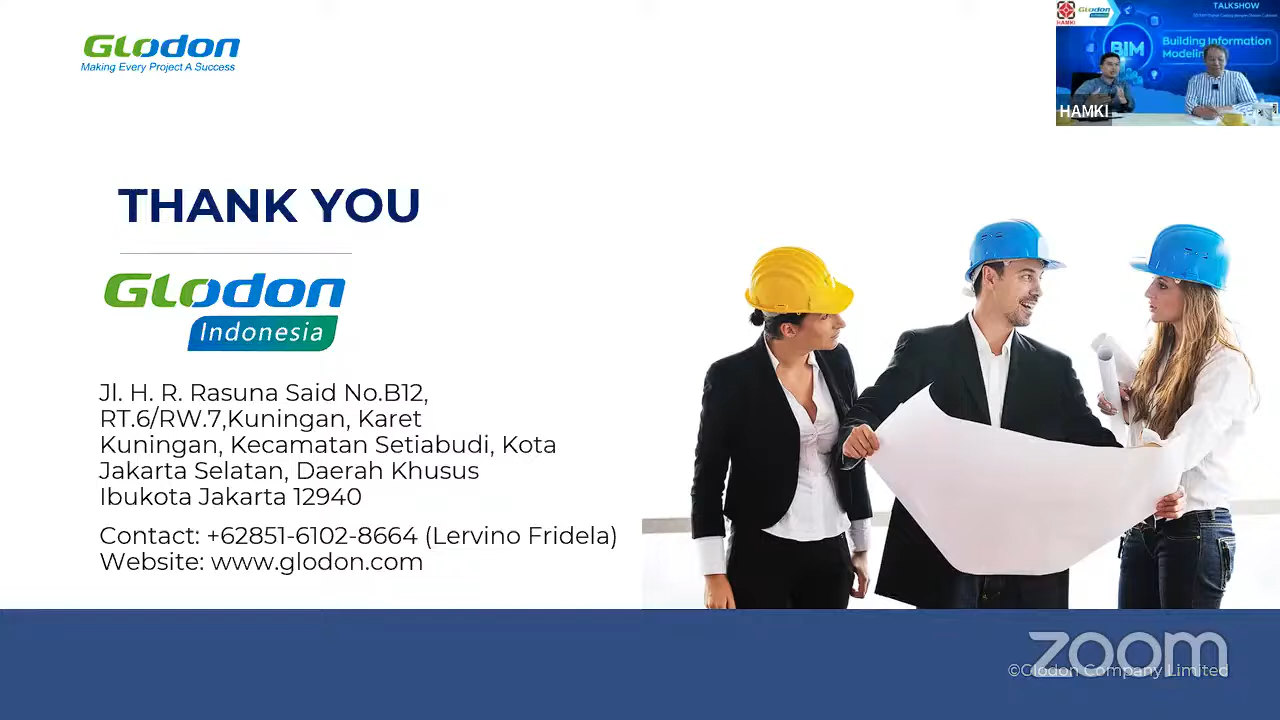 GLODON
Making Every Project A Success
HAMKI
GLODON
TALKSHOW
BIM
Building Information
Modeling
HAMKI
THANK YOU
GLODON
Indonesia
Jl. H. R. Rasuna Said No.B12,
RT.6/RW.7,Kuningan, Karet
Kuningan, Kecamatan Setiabudi, Kota
Jakarta Selatan, Daerah Khusus
Ibukota Jakarta 12940
Contact: +62851-6102-8664 (Lervino Fridela)
Website: www.glodon.com
zoom
©Glodon Company Limited